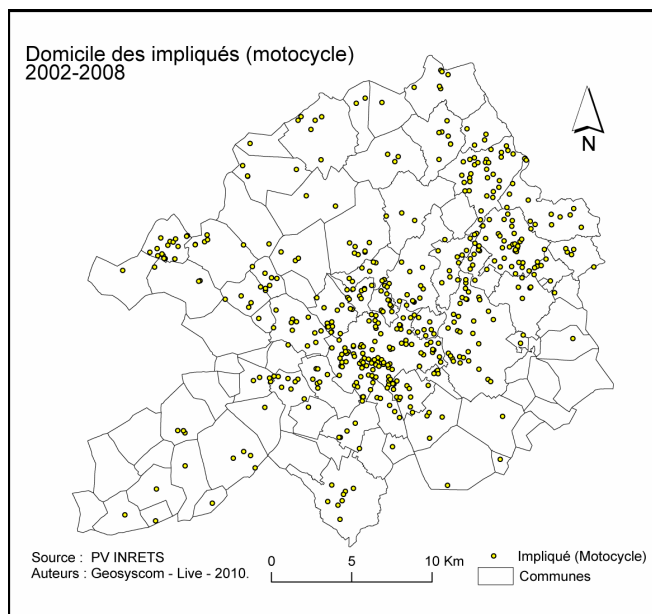 Domicile des impliqués (motocycle)
2002-2008
N
Source : PV INRETS
Auteurs : Geosyscom - Live - 2010.
0 5 10 Km
Impliqué (Motocycle)
Communes